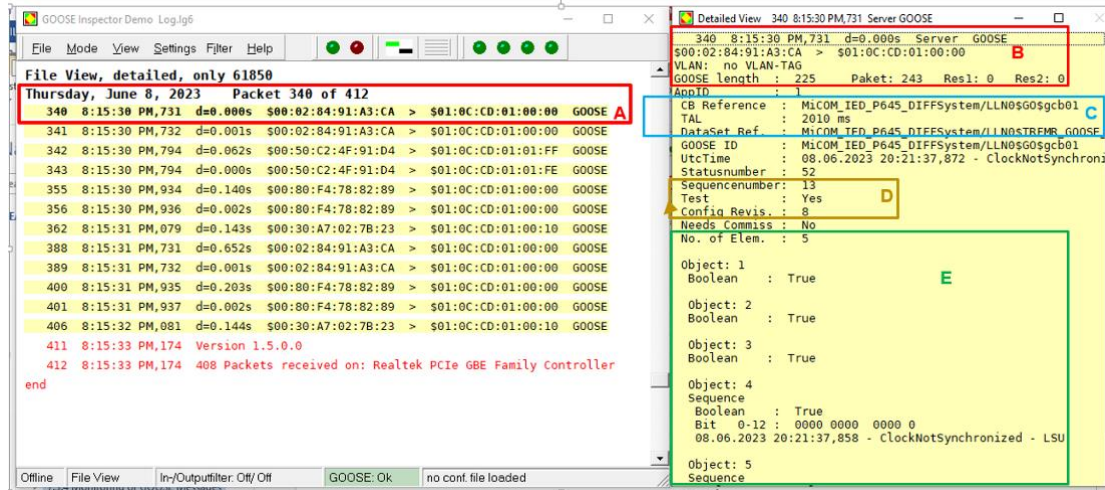 GOOSE Inspector Demo Log.lg6
File Mode View Settings Filter Help
File View, detailed, only 61850
Thursday, June 8, 2023 Packet 340 of 412
340 8:15:30 PM,731 d=0.000s $00:02:84:91:A3:CA > $01:0C:CD:01:00:00 GOOSE A
341 8:15:30 PM,732 d=0.001s $00:02:84:91:A3:CA > $01:0C:CD:01:00:00 GOOSE
342 8:15:30 PM,794 d=0.062s $00:50:C2:4F:91:D4 > $01:0C:CD:01:01:FF GOOSE
343 8:15:30 PM,794 d=0.000s $00:50:C2:4F:91:D4 > $01:0C:CD:01:01:FE GOOSE
355 8:15:30 PM,934 d=0.140s $00:80:F4:78:82:89 > $01:0C:CD:01:00:00 GOOSE
356 8:15:30 PM,936 d=0.002s $00:80:F4:78:82:89 > $01:0C:CD:01:00:00 GOOSE
362 8:15:31 PM,079 d=0.143s $00:30:A7:02:7B:23 > $01:0C:CD:01:00:10 GOOSE
388 8:15:31 PM,731 d=0.652s $00:02:84:91:A3:CA > $01:0C:CD:01:00:00 GOOSE
389 8:15:31 PM,732 d=0.001s $00:02:84:91:A3:CA > $01:0C:CD:01:00:00 GOOSE
400 8:15:31 PM,935 d=0.203s $00:80:F4:78:82:89 > $01:0C:CD:01:00:00 GOOSE
401 8:15:31 PM,937 d=0.002s $00:80:F4:78:82:89 > $01:0C:CD:01:00:00 GOOSE
406 8:15:32 PM,081 d=0.144s $00:30:A7:02:7B:23 > $01:0C:CD:01:00:10 GOOSE
411 8:15:33 PM,174 Version 1.5.0.0
412 8:15:33 PM,174 408 Packets received on: Realtek PCIe GBE Family Controller
end
Offline File View In-/Outputfilter: Off/ Off GOOSE: Ok no conf. file loaded
Detailed View 340 8:15:30 PM,731 Server GOOSE
340 8:15:30 PM,731 d=0.000s Server GOOSE
$00:02:84:91:A3:CA > $01:0C:CD:01:00:00 B
VLAN: no VLAN-TAG
GOOSE length : 225 Paket: 243 Res1: 0 Res2: 0
AppID : 1
CB Reference : MiCOM_IED_P645_DIFFSystem/LLN0$GO$gcb01 C
TAL : 2010 ms
DataSet Ref. : MiCOM_IED_P645_DIFFSystem/LLN0$TREMR_GOOSE
GOOSE ID : MiCOM_IED_P645_DIFFSystem/LLN0$GO$gcb01
UtcTime : 08.06.2023 20:21:37,872 - ClockNotSynchroni
Statusnumber : 52
Sequencenumber: 13
Test : Yes D
Config Revis. : 8
Needs Commiss : No
No. of Elem. : 5
Object: 1 E
Boolean : True
Object: 2
Boolean : True
Object: 3
Boolean : True
Object: 4
Sequence
Boolean : True
Bit 0-12 : 0000 0000 0000 0
08.06.2023 20:21:37,858 - ClockNotSynchronized - LSU
Object: 5
Sequence